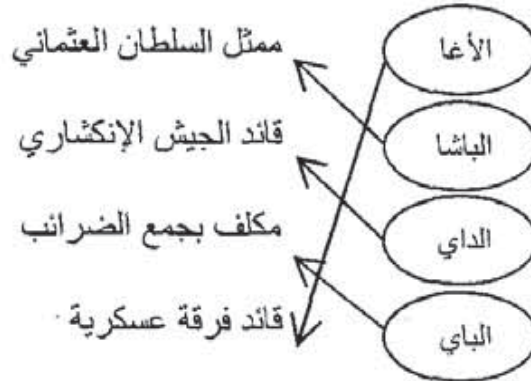 الأغا
ممثل السلطان العثماني
الباشا
قائد الجيش الإنكشاري
الداي
مكلف بجمع الضرائب
الباي
قائد فرقة عسكرية